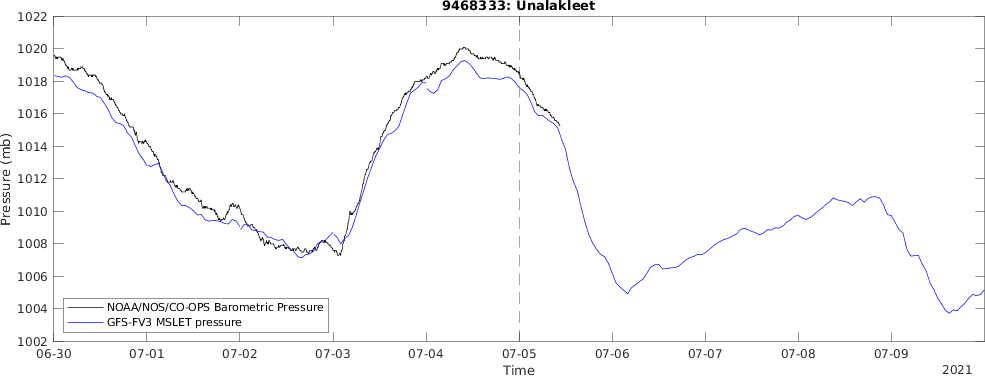 9468333: Unalakleet
1022
1020
1018
1016
1014
1012
1010
1008
1006
1004
1002
Pressure (mb)
NOAA/NOS/CO-OPS Barometric Pressure
GFS-FV3 MSLET pressure
06-30 07-01 07-02 07-03 07-04 07-05 07-06 07-07 07-08 07-09
Time
2021